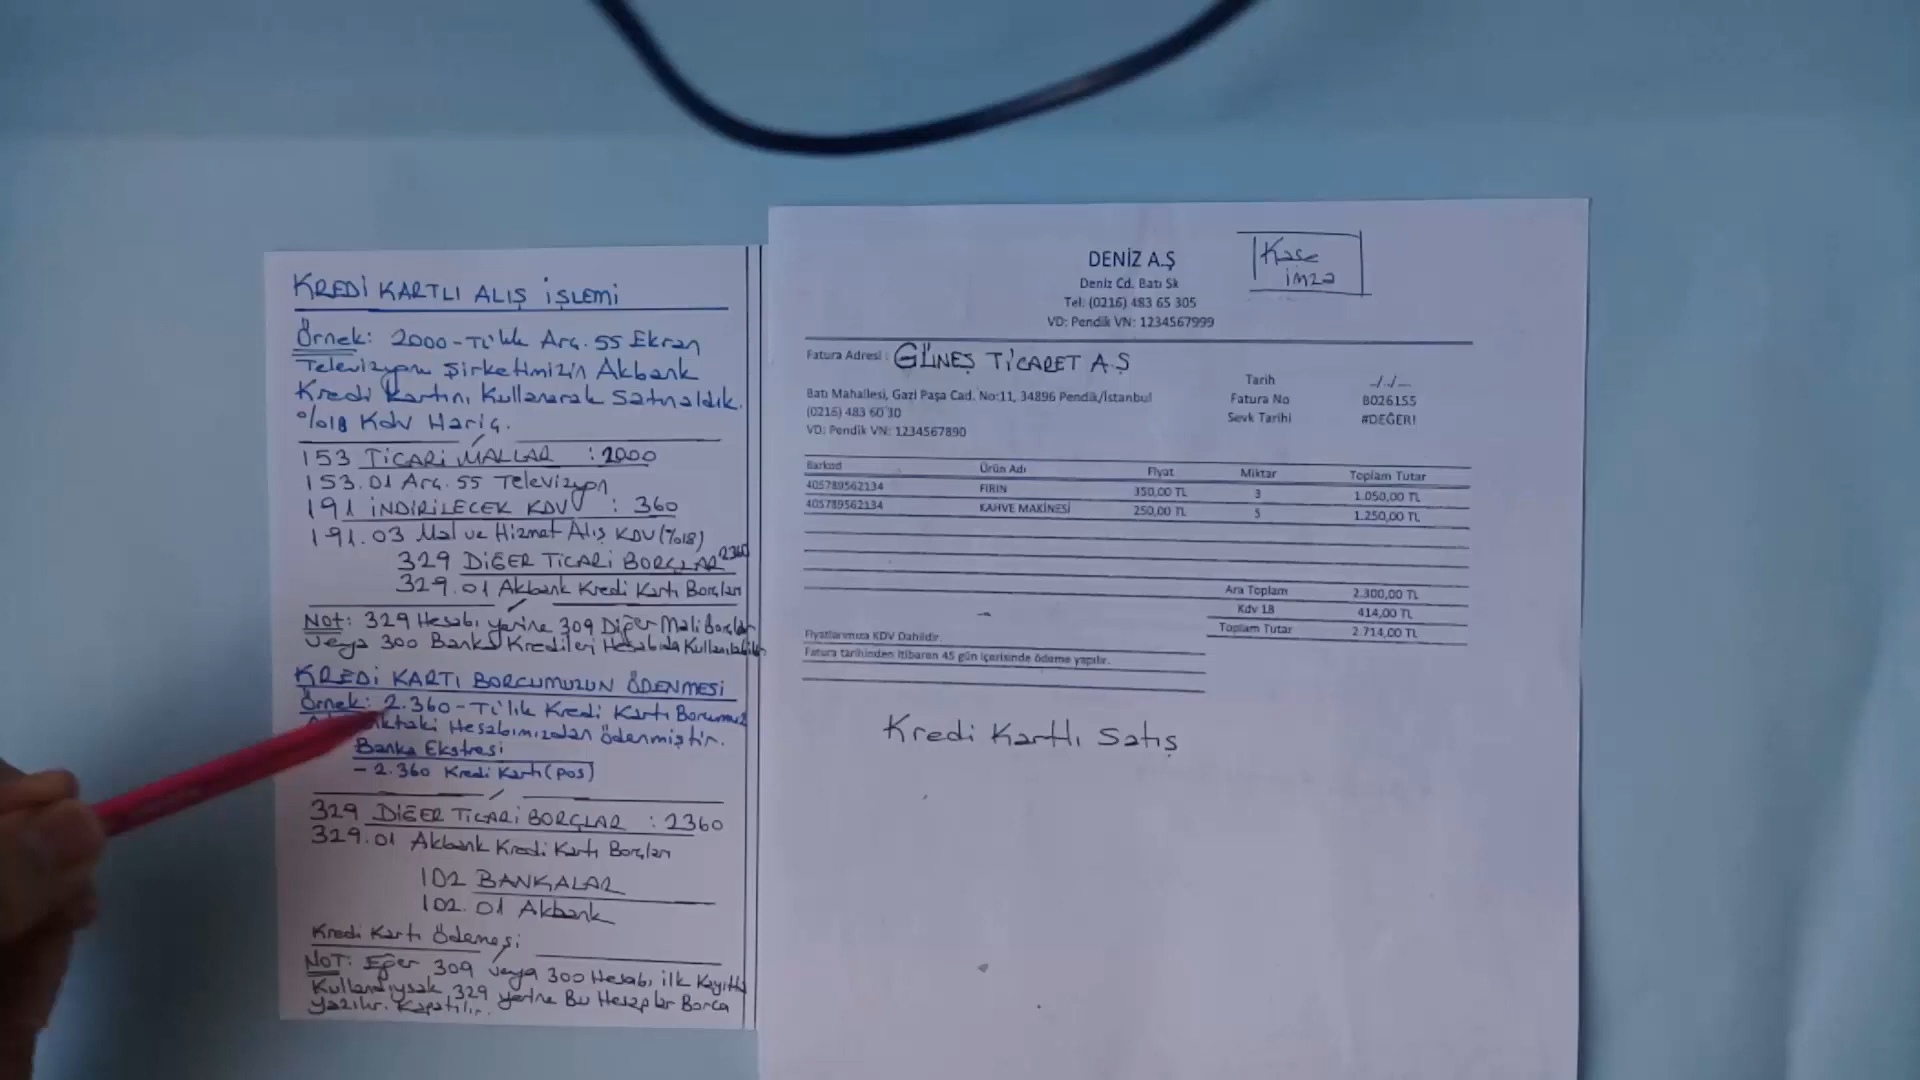 KREDİ KARTLI ALIŞ İŞLEMİ
Örnek: 2000-TL'lik Arç. 55 Ekran
Televizyonu Şirketimizin Akbank
Kredi Kartını Kullanarak Satınaldık.
%18 Kdv Hariç.
153 TİCARİ MALLAR : 2000
153.01 Arç. 55 Televizyon
191 İNDİRİLECEK KDV : 360
191.03 Mal ve Hizmet Alış KDV (%18)
329 DİĞER TİCARİ BORÇLAR 2360
329.01 Akbank Kredi Kartı Borçları
Not: 329 Hesabı yerine 309 Diğer Mali Borçlar
veya 300 Banka Kredileri Hesabıda Kullanılabilir
KREDİ KARTI BORCUMUZUN ÖDENMESİ
Örnek: 2.360-TL'lik Kredi Kartı Borcumuz
Hesabımızdan ödenmiştir.
Banka Ekstresi
- 2.360 Kredi Kartı (pos)
329 DİĞER TİCARİ BORÇLAR : 2360
329.01 Akbank Kredi Kartı Borçları
102 BANKALAR
102.01 Akbank
Kredi Kartı Ödemesi
NOT: Eğer 309 veya 300 Hesabı ilk Kayıtta
Kullandıysak 329 yerine Bu Hesaplar Borca
yazılır. Kapatılır.
DENİZ A.Ş
Kaşe
imza
Deniz Cd. Batı Sk
Tel: (0216) 483 65 305
VD: Pendik VN: 1234567999
Fatura Adresi : GÜNEŞ TİCARET A.Ş
Batı Mahallesi, Gazi Paşa Cad. No:11, 34896 Pendik/İstanbul
(0216) 483 60 30
VD: Pendik VN: 1234567890
Tarih -/-/-
Fatura No B026155
Sevk Tarihi #DEĞER!
Barkod Ürün Adı Fiyat Miktar Toplam Tutar
405789562134 FIRIN 350,00 TL 3 1.050,00 TL
405789562134 KAHVE MAKİNESİ 250,00 TL 5 1.250,00 TL
Ara Toplam 2.300,00 TL
Kdv 18 414,00 TL
Toplam Tutar 2.714,00 TL
Fiyatlarımıza KDV Dahildir.
Fatura tarihinden itibaren 45 gün içerisinde ödeme yapılır.
Kredi Kartlı Satış